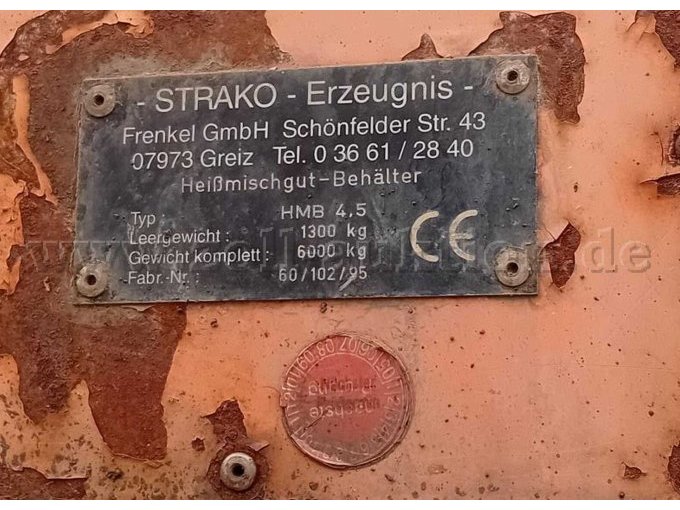 - STRAKO - Erzeugnis -
Frenkel GmbH Schönfelder Str. 43
07973 Greiz Tel. 0 36 61 / 28 40
Heißmischgut-Behälter
Typ : HMB 4,5
Leergewicht : 1300 kg
Gewicht komplett : 6000 kg
Fabr.-Nr. : 60/102/95
CE